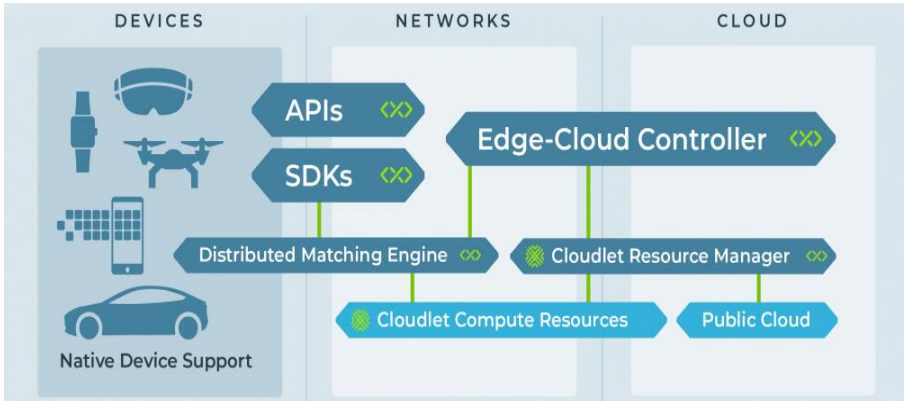 DEVICES
NETWORKS
CLOUD
APIs
Edge-Cloud Controller
SDKs
Distributed Matching Engine
Cloudlet Resource Manager
Cloudlet Compute Resources
Public Cloud
Native Device Support